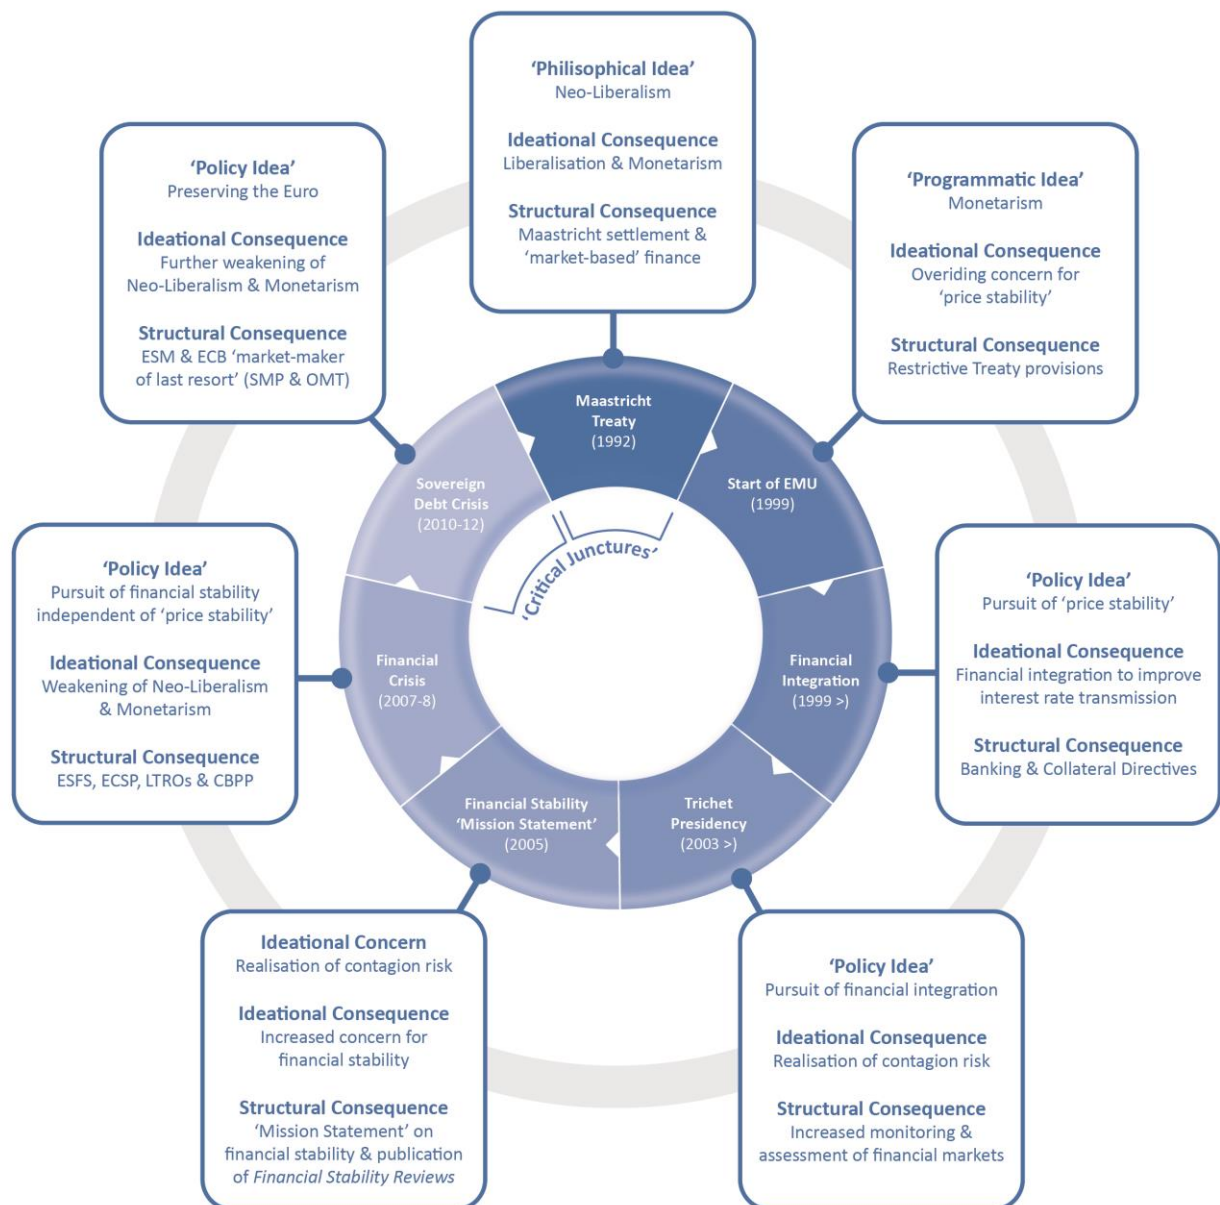 ‘Philisophical Idea’
Neo-Liberalism
Ideational Consequence
Liberalisation & Monetarism
Structural Consequence
Maastricht settlement &
‘market-based’ finance
‘Programmatic Idea’
Monetarism
Ideational Consequence
Overiding concern for
‘price stability’
Structural Consequence
Restrictive Treaty provisions
‘Policy Idea’
Pursuit of ‘price stability’
Ideational Consequence
Financial integration to improve
interest rate transmission
Structural Consequence
Banking & Collateral Directives
‘Policy Idea’
Pursuit of financial integration
Ideational Consequence
Realisation of contagion risk
Structural Consequence
Increased monitoring &
assessment of financial markets
Ideational Concern
Realisation of contagion risk
Ideational Consequence
Increased concern for
financial stability
Structural Consequence
‘Mission Statement’ on
financial stability & publication
of Financial Stability Reviews
‘Policy Idea’
Pursuit of financial stability
independent of ‘price stability’
Ideational Consequence
Weakening of Neo-Liberalism
& Monetarism
Structural Consequence
ESFS, ECSP, LTROs & CBPP
‘Policy Idea’
Preserving the Euro
Ideational Consequence
Further weakening of
Neo-Liberalism & Monetarism
Structural Consequence
ESM & ECB ‘market-maker
of last resort’ (SMP & OMT)
Maastricht
Treaty
(1992)
Start of EMU
(1999)
Financial
Integration
(1999 >)
Trichet
Presidency
(2003 >)
Financial Stability
‘Mission Statement’
(2005)
Financial
Crisis
(2007-8)
Sovereign
Debt Crisis
(2010-12)
‘Critical Junctures’